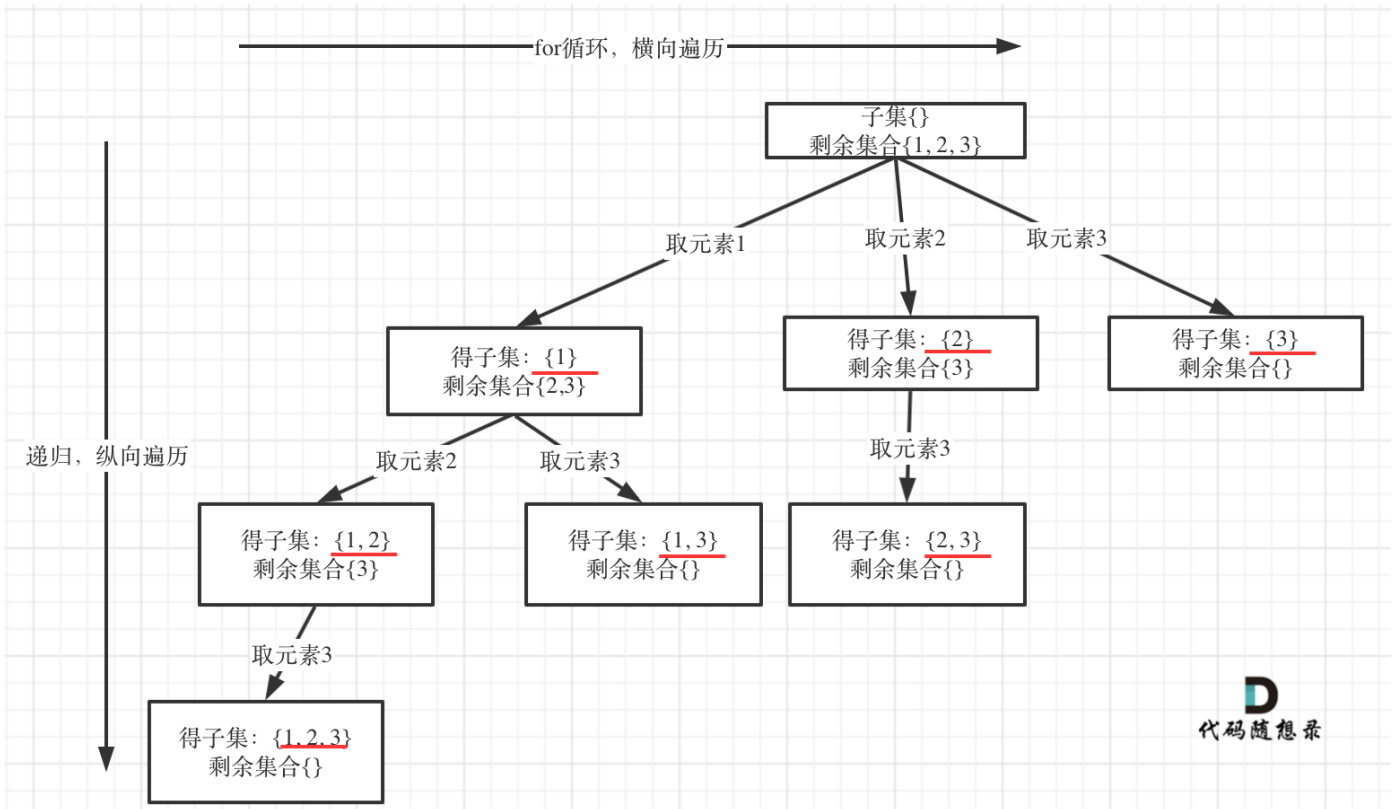 for循环，横向遍历
子集{}
剩余集合{1, 2, 3}
取元素1
取元素2
取元素3
得子集：{1}
剩余集合{2,3}
得子集：{2}
剩余集合{3}
得子集：{3}
剩余集合{}
递归，纵向遍历
取元素2
取元素3
取元素3
得子集：{1, 2}
剩余集合{3}
得子集：{1, 3}
剩余集合{}
得子集：{2, 3}
剩余集合{}
取元素3
得子集：{1, 2, 3}
剩余集合{}
D
代码随想录